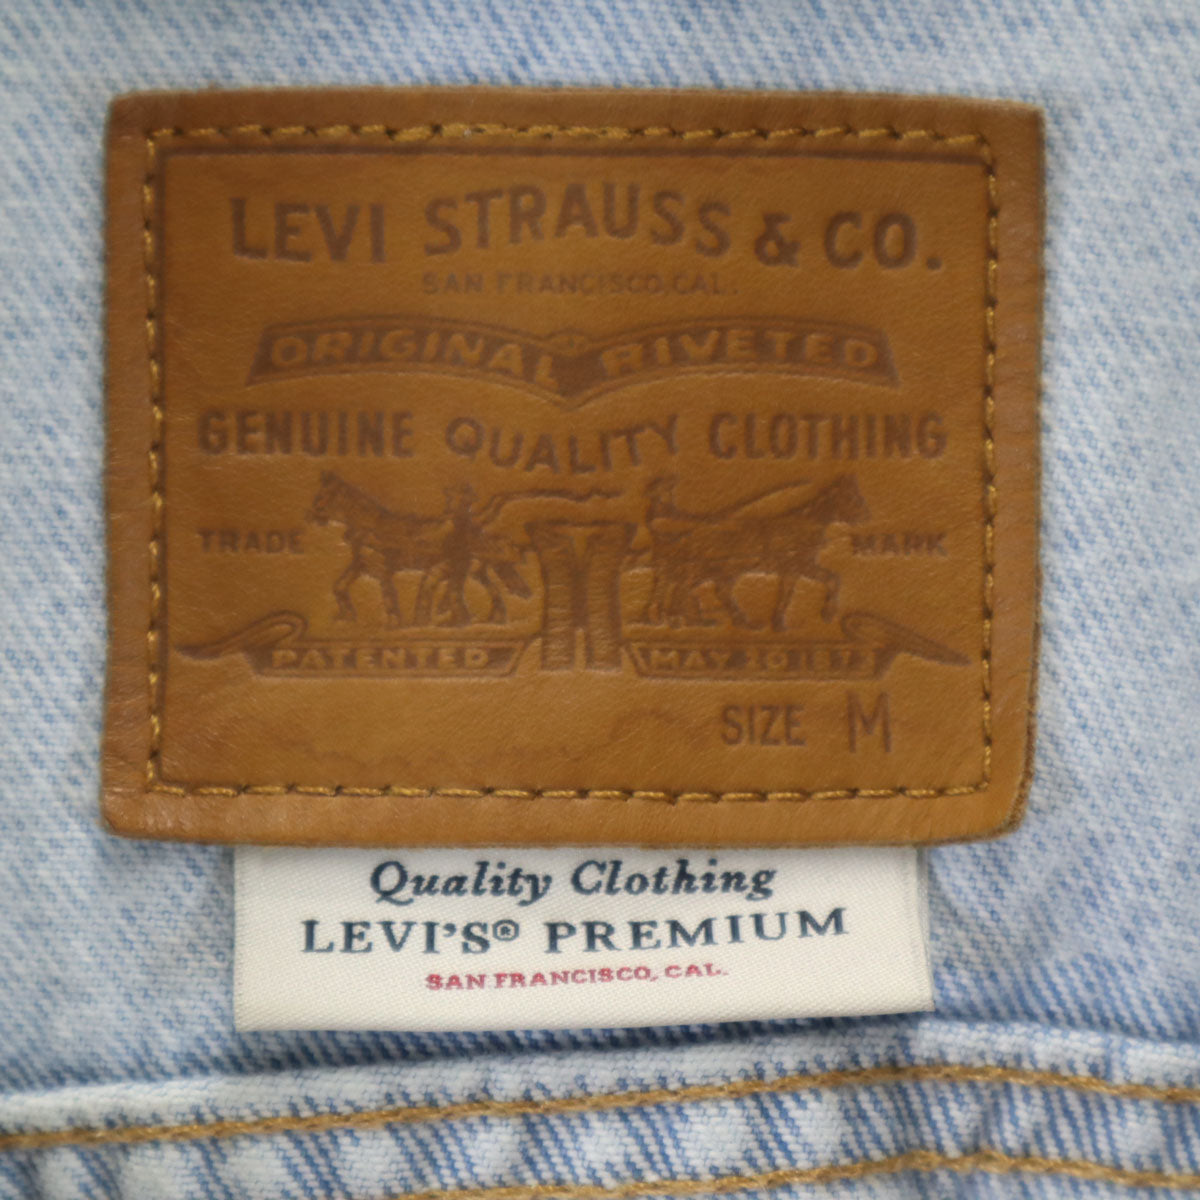 LEVI STRAUSS & CO.
SAN FRANCISCO, CAL.
ORIGINAL RIVETED
GENUINE QUALITY CLOTHING
TRADE MARK
PATENTED MAY 20 1873
SIZE M
Quality Clothing
LEVI'S® PREMIUM
SAN FRANCISCO, CAL.